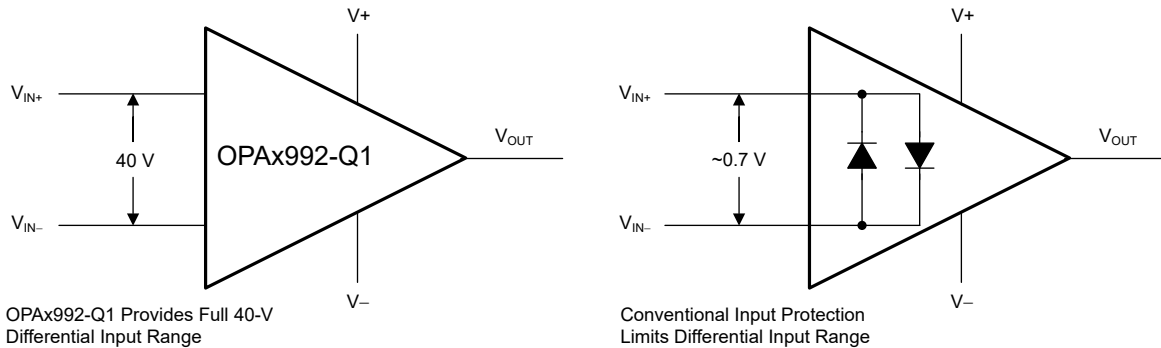 V+
VIN+
40 V
OPAx992-Q1
VOUT
VIN–
V–
OPAx992-Q1 Provides Full 40-V
Differential Input Range
V+
VIN+
~0.7 V
VOUT
VIN–
V–
Conventional Input Protection
Limits Differential Input Range